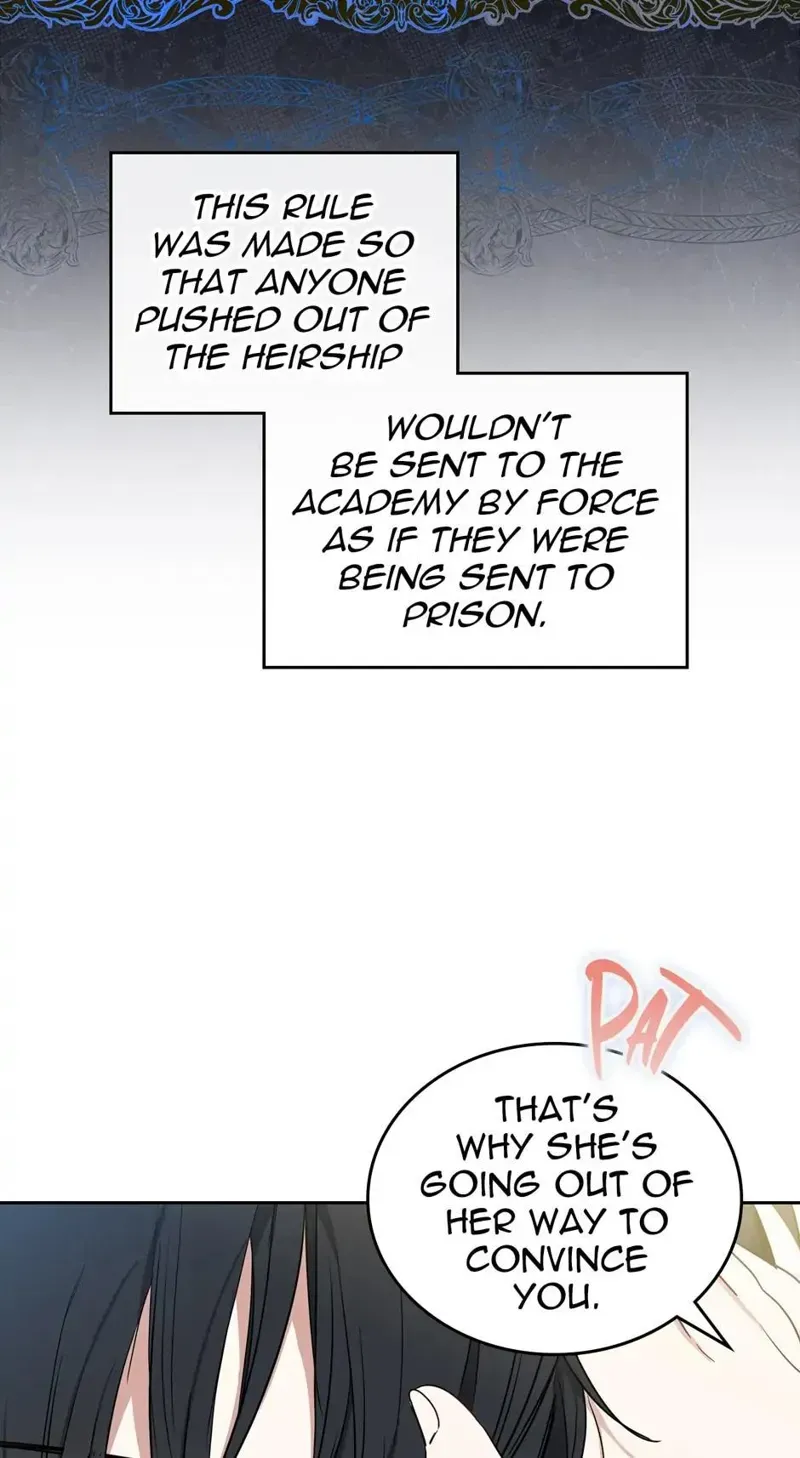 THIS RULE
WAS MADE SO
THAT ANYONE
PUSHED OUT OF
THE HEIRSHIP
WOULDN'T
BE SENT TO THE
ACADEMY BY FORCE
AS IF THEY WERE
BEING SENT TO
PRISON.
PAT
THAT'S
WHY SHE'S
GOING OUT OF
HER WAY TO
CONVINCE
YOU.